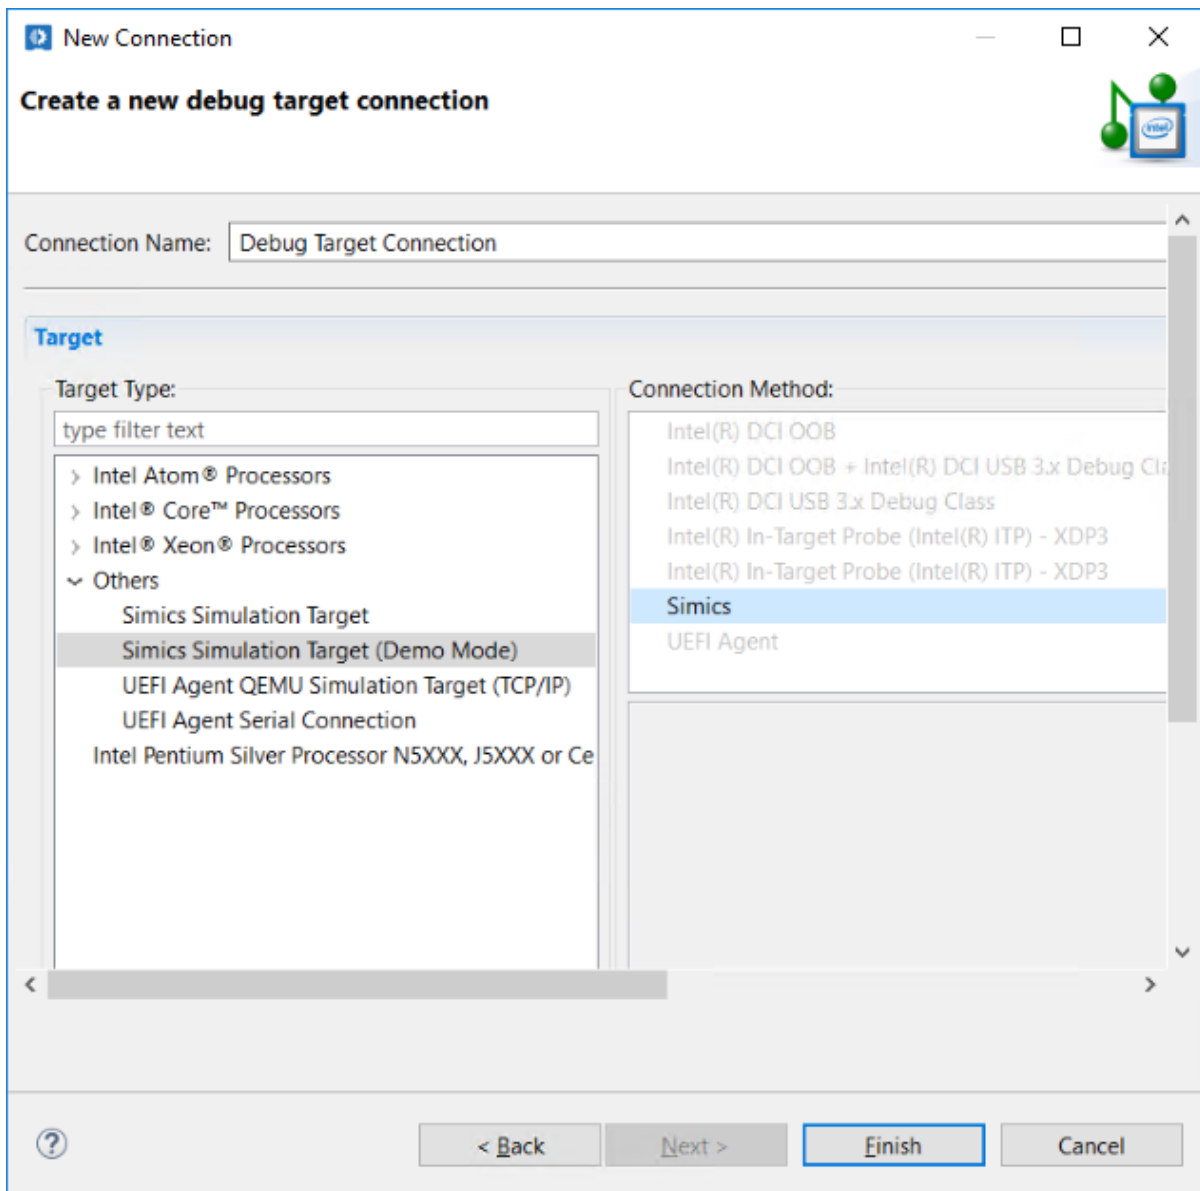 New Connection
Create a new debug target connection
intel
Connection Name: Debug Target Connection
Target
Target Type:
type filter text
Intel Atom® Processors
Intel® Core™ Processors
Intel® Xeon® Processors
Others
Simics Simulation Target
Simics Simulation Target (Demo Mode)
UEFI Agent QEMU Simulation Target (TCP/IP)
UEFI Agent Serial Connection
Intel Pentium Silver Processor N5XXX, J5XXX or Ce
Connection Method:
Intel(R) DCI OOB
Intel(R) DCI OOB + Intel(R) DCI USB 3.x Debug Cla
Intel(R) DCI USB 3.x Debug Class
Intel(R) In-Target Probe (Intel(R) ITP) - XDP3
Intel(R) In-Target Probe (Intel(R) ITP) - XDP3
Simics
UEFI Agent
< Back Next > Finish Cancel